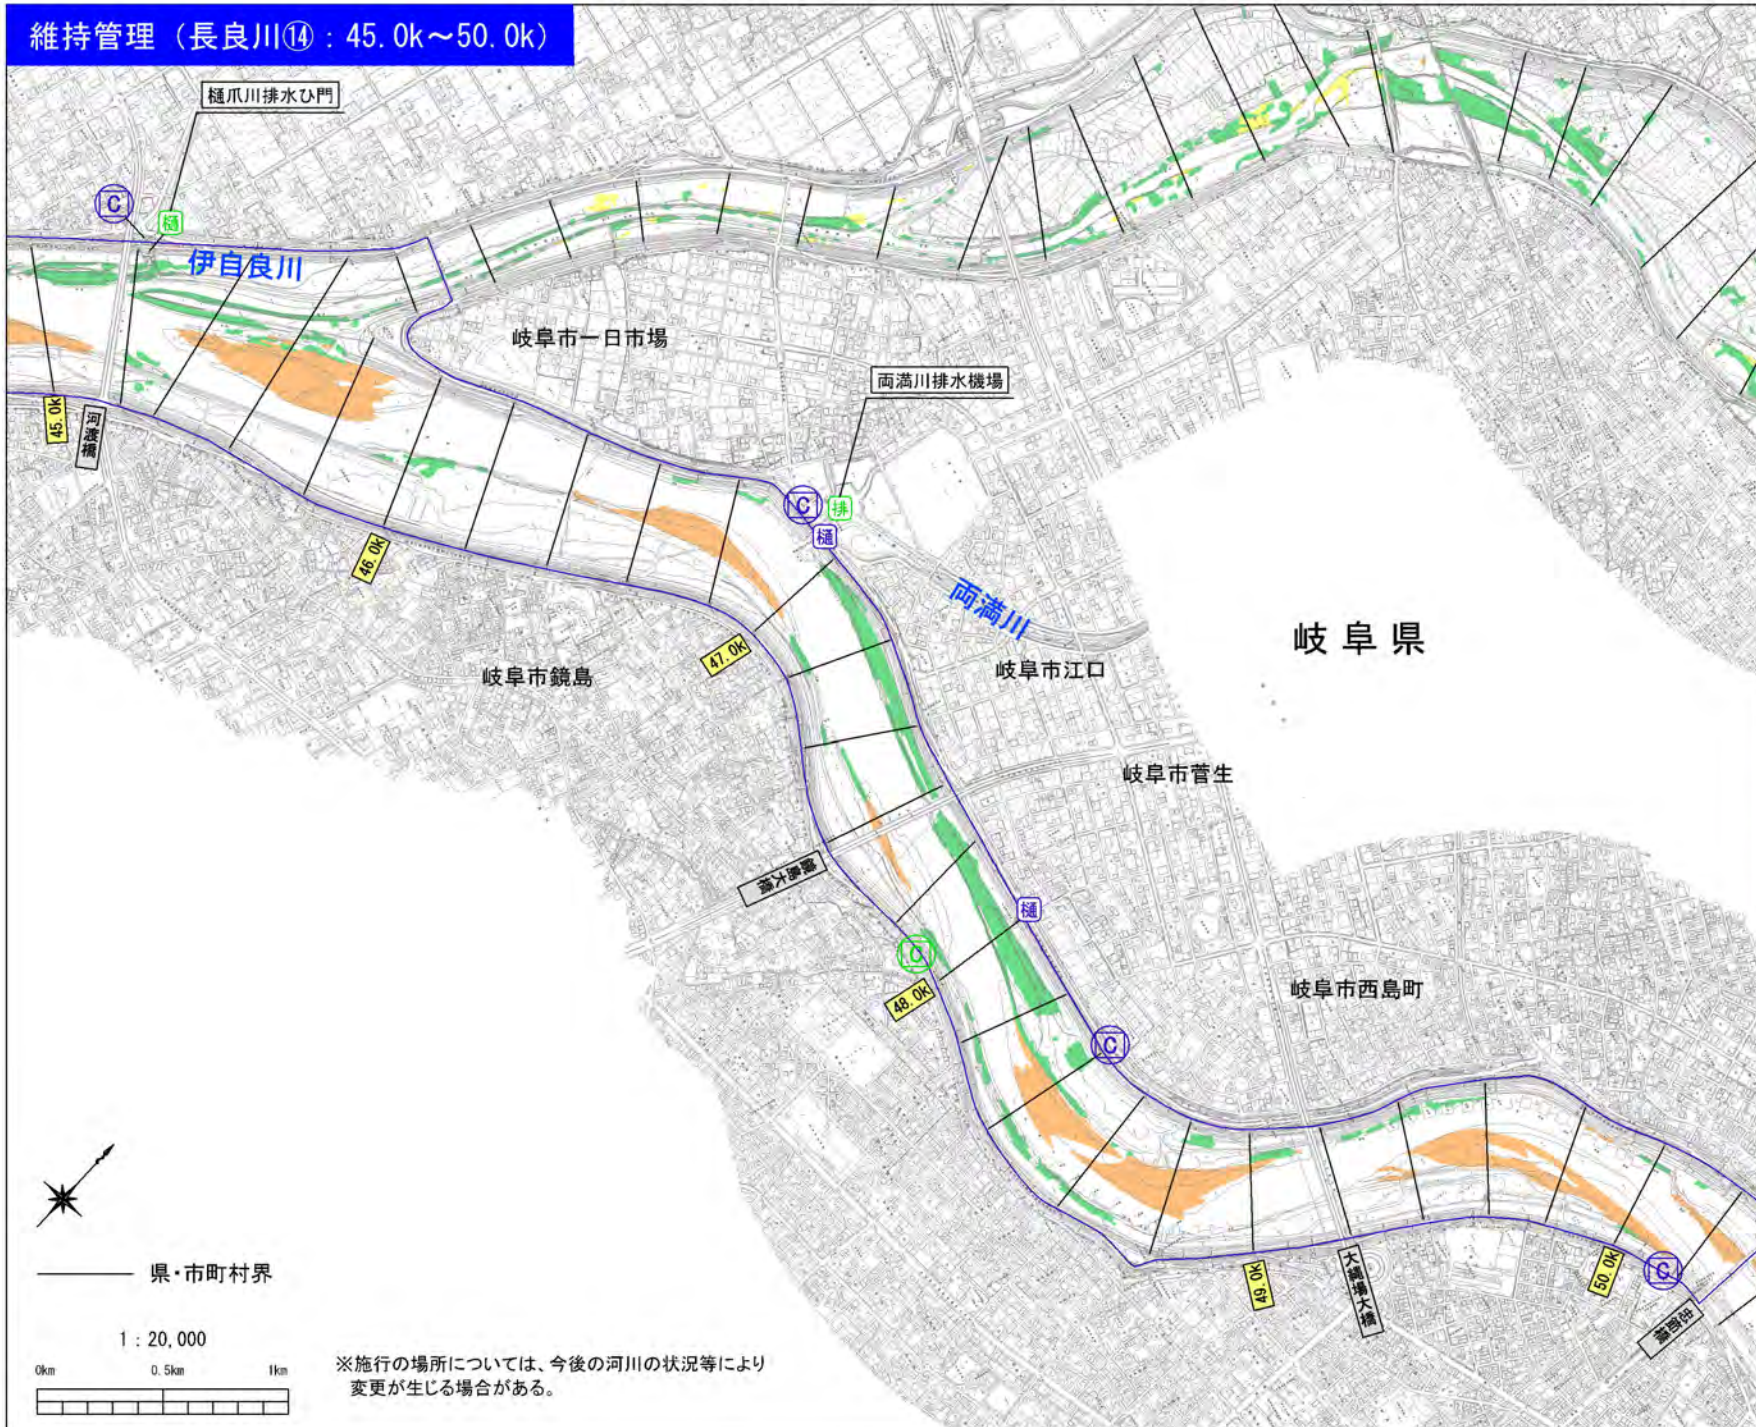 維持管理（長良川⑭：45.0k～50.0k）
樋爪川排水ひ門
C
樋
伊自良川
岐阜市一日市場
両満川排水機場
45.0k
河渡橋
C
排
樋
46.0k
両満川
岐阜県
47.0k
岐阜市鏡島
岐阜市江口
岐阜市菅生
鏡島大橋
樋
C
48.0k
岐阜市西島町
C
49.0k
大縄場大橋
50.0k
C
忠節橋
県・市町村界
1：20,000
0km 0.5km 1km
※施行の場所については、今後の河川の状況等により
変更が生じる場合がある。